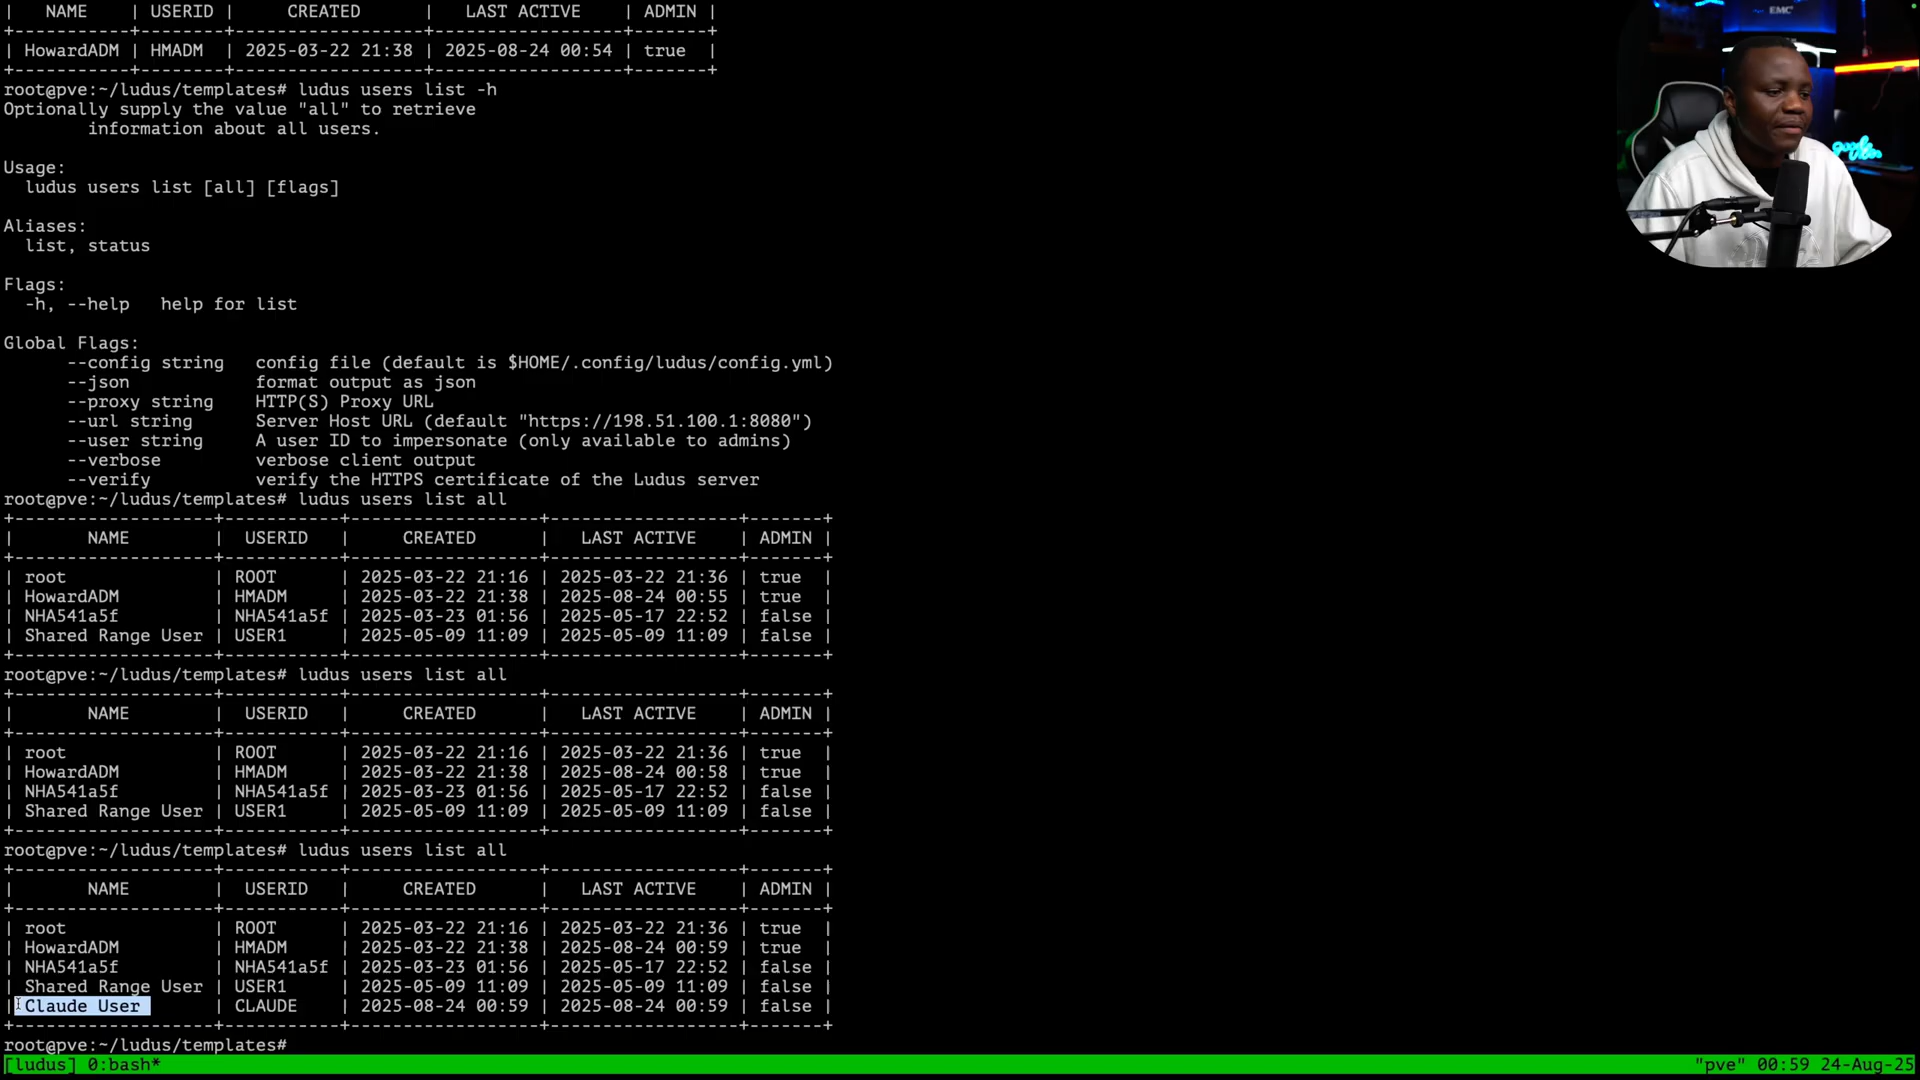 |    NAME   | USERID |     CREATED      |   LAST ACTIVE    | ADMIN |
+-----------+--------+------------------+------------------+-------+
| HowardADM | HMADM  | 2025-03-22 21:38 | 2025-08-24 00:54 | true  |
+-----------+--------+------------------+------------------+-------+
root@pve:~/ludus/templates# ludus users list -h
Optionally supply the value "all" to retrieve
        information about all users.

Usage:
  ludus users list [all] [flags]

Aliases:
  list, status

Flags:
  -h, --help   help for list

Global Flags:
      --config string   config file (default is $HOME/.config/ludus/config.yml)
      --json            format output as json
      --proxy string    HTTP(S) Proxy URL
      --url string      Server Host URL (default "https://198.51.100.1:8080")
      --user string     A user ID to impersonate (only available to admins)
      --verbose         verbose client output
      --verify          verify the HTTPS certificate of the Ludus server
root@pve:~/ludus/templates# ludus users list all
+-------------------+-----------+------------------+------------------+-------+
|       NAME        |  USERID   |     CREATED      |   LAST ACTIVE    | ADMIN |
+-------------------+-----------+------------------+------------------+-------+
| root              | ROOT      | 2025-03-22 21:16 | 2025-03-22 21:36 | true  |
| HowardADM         | HMADM     | 2025-03-22 21:38 | 2025-08-24 00:55 | true  |
| NHA541a5f         | NHA541a5f | 2025-03-23 01:56 | 2025-05-17 22:52 | false |
| Shared Range User | USER1     | 2025-05-09 11:09 | 2025-05-09 11:09 | false |
+-------------------+-----------+------------------+------------------+-------+
root@pve:~/ludus/templates# ludus users list all
+-------------------+-----------+------------------+------------------+-------+
|       NAME        |  USERID   |     CREATED      |   LAST ACTIVE    | ADMIN |
+-------------------+-----------+------------------+------------------+-------+
| root              | ROOT      | 2025-03-22 21:16 | 2025-03-22 21:36 | true  |
| HowardADM         | HMADM     | 2025-03-22 21:38 | 2025-08-24 00:58 | true  |
| NHA541a5f         | NHA541a5f | 2025-03-23 01:56 | 2025-05-17 22:52 | false |
| Shared Range User | USER1     | 2025-05-09 11:09 | 2025-05-09 11:09 | false |
+-------------------+-----------+------------------+------------------+-------+
root@pve:~/ludus/templates# ludus users list all
+-------------------+-----------+------------------+------------------+-------+
|       NAME        |  USERID   |     CREATED      |   LAST ACTIVE    | ADMIN |
+-------------------+-----------+------------------+------------------+-------+
| root              | ROOT      | 2025-03-22 21:16 | 2025-03-22 21:36 | true  |
| HowardADM         | HMADM     | 2025-03-22 21:38 | 2025-08-24 00:59 | true  |
| NHA541a5f         | NHA541a5f | 2025-03-23 01:56 | 2025-05-17 22:52 | false |
| Shared Range User | USER1     | 2025-05-09 11:09 | 2025-05-09 11:09 | false |
| Claude User       | CLAUDE    | 2025-08-24 00:59 | 2025-08-24 00:59 | false |
+-------------------+-----------+------------------+------------------+-------+
root@pve:~/ludus/templates#
[ludus] 0:bash* "pve" 00:59 24-Aug-25
EMC
google